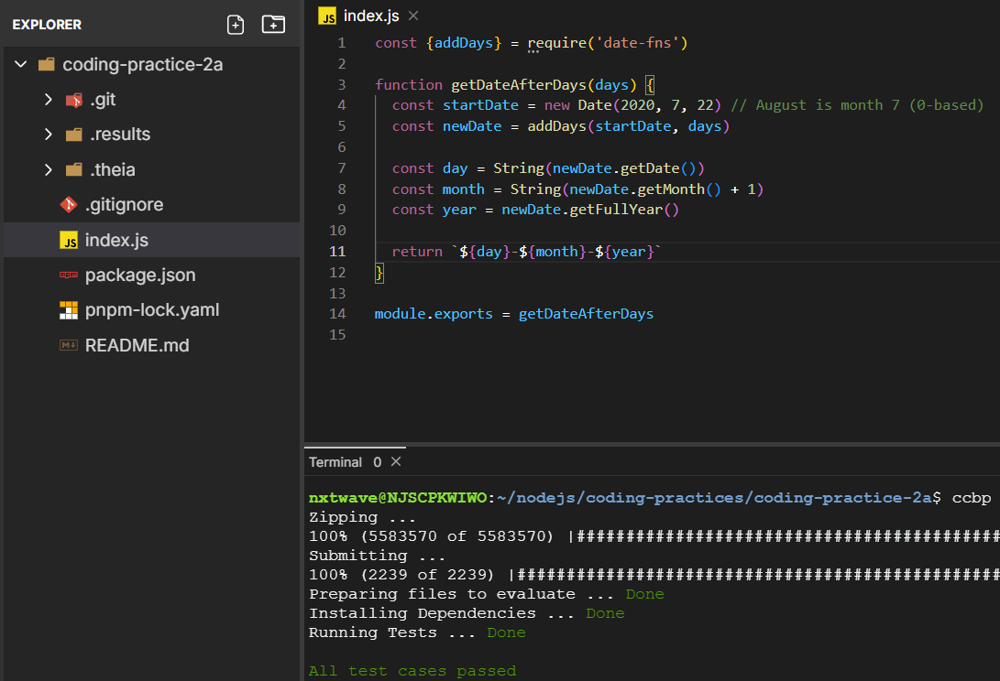 EXPLORER
coding-practice-2a
.git
.results
.theia
.gitignore
JS index.js
package.json
pnpm-lock.yaml
M↓ README.md
JS index.js ×
1 const {addDays} = require('date-fns')
2
3 function getDateAfterDays(days) {
4 const startDate = new Date(2020, 7, 22) // August is month 7 (0-based)
5 const newDate = addDays(startDate, days)
6
7 const day = String(newDate.getDate())
8 const month = String(newDate.getMonth() + 1)
9 const year = newDate.getFullYear()
10
11 return `${day}-${month}-${year}`
12 }
13
14 module.exports = getDateAfterDays
15
Terminal 0 ×
nxtwave@NJSCPKWIWO:~/nodejs/coding-practices/coding-practice-2a$ ccbp
Zipping ...
100% (5583570 of 5583570) |############################################
Submitting ...
100% (2239 of 2239) |##################################################
Preparing files to evaluate ... Done
Installing Dependencies ... Done
Running Tests ... Done
All test cases passed